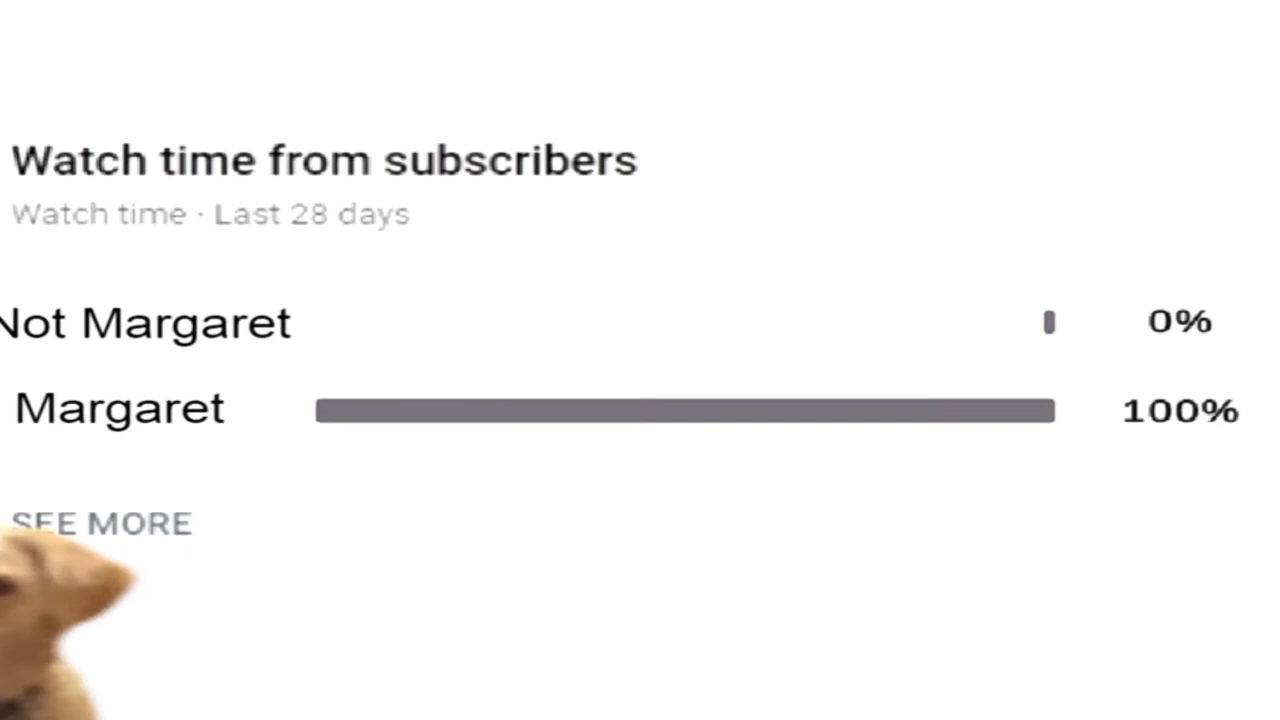 Watch time from subscribers
Watch time · Last 28 days
Not Margaret 0%
Margaret 100%
SEE MORE